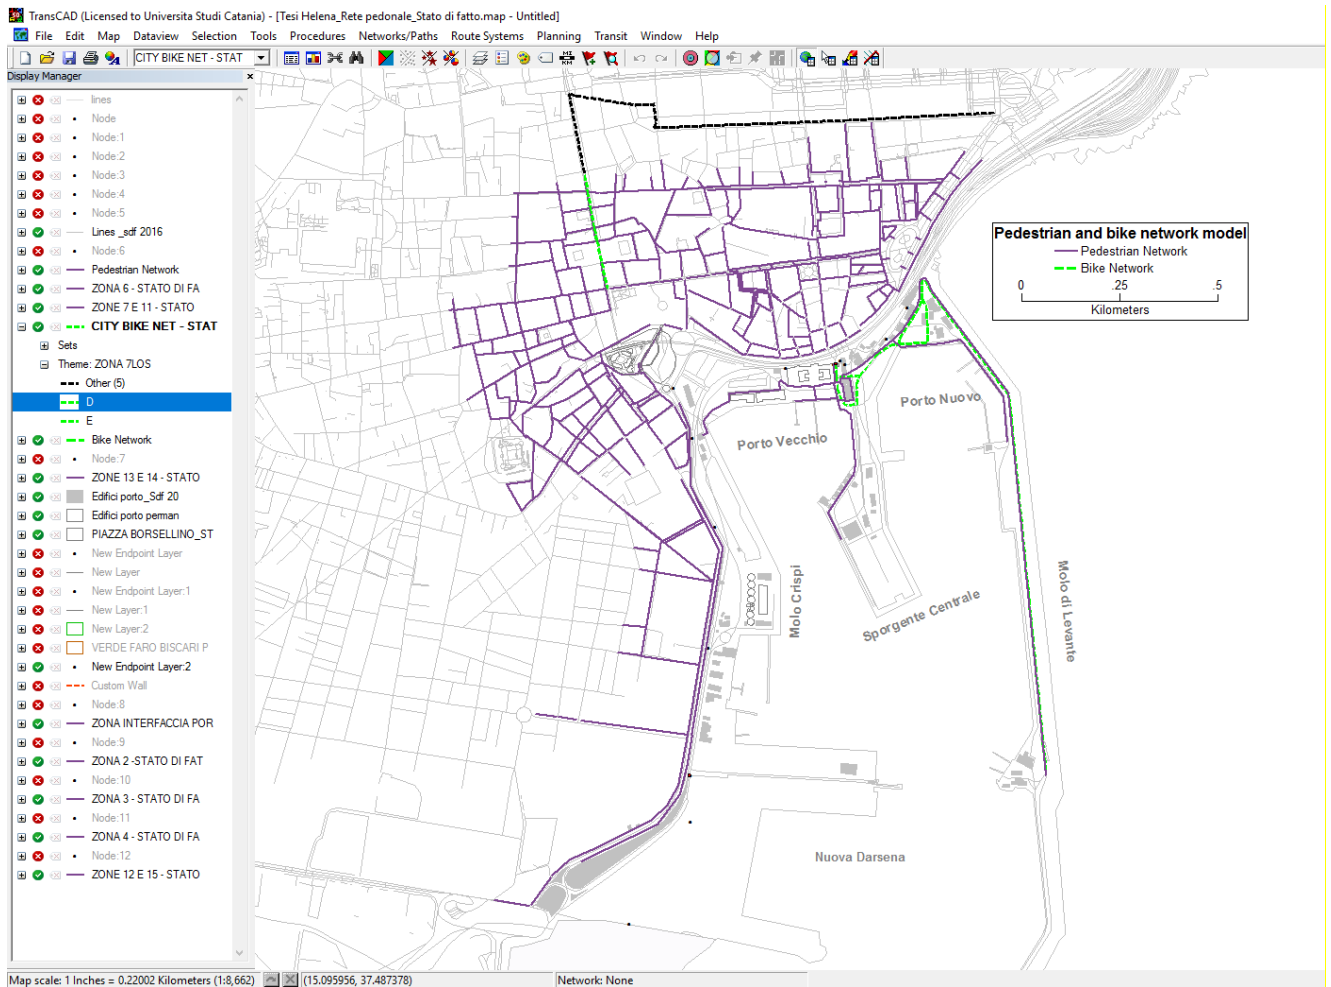 TransCAD (Licensed to Universita Studi Catania) - [Tesi Helena_Rete pedonale_Stato di fatto.map - Untitled]
File Edit Map Dataview Selection Tools Procedures Networks/Paths Route Systems Planning Transit Window Help
CITY BIKE NET - STAT
MI
KM
Display Manager
lines
Node
Node:1
Node:2
Node:3
Node:4
Node:5
Lines _sdf 2016
Node:6
Pedestrian Network
ZONA 6 - STATO DI FA
ZONE 7 E 11 - STATO
CITY BIKE NET - STAT
Sets
Theme: ZONA 7LOS
Other (5)
D
E
Bike Network
Node:7
ZONE 13 E 14 - STATO
Edifici porto_Sdf 20
Edifici porto perman
PIAZZA BORSELLINO_ST
New Endpoint Layer
New Layer
New Endpoint Layer:1
New Layer:1
New Layer:2
VERDE FARO BISCARI P
New Endpoint Layer:2
Custom Wall
Node:8
ZONA INTERFACCIA POR
Node:9
ZONA 2 -STATO DI FAT
Node:10
ZONA 3 - STATO DI FA
Node:11
ZONA 4 - STATO DI FA
Node:12
ZONE 12 E 15 - STATO
Pedestrian and bike network model
Pedestrian Network
Bike Network
0 .25 .5
Kilometers
Porto Nuovo
Porto Vecchio
Molo Crispi
Sporgente Centrale
Molo di Levante
Nuova Darsena
Map scale: 1 Inches = 0.22002 Kilometers (1:8,662) (15.095956, 37.487378) Network: None